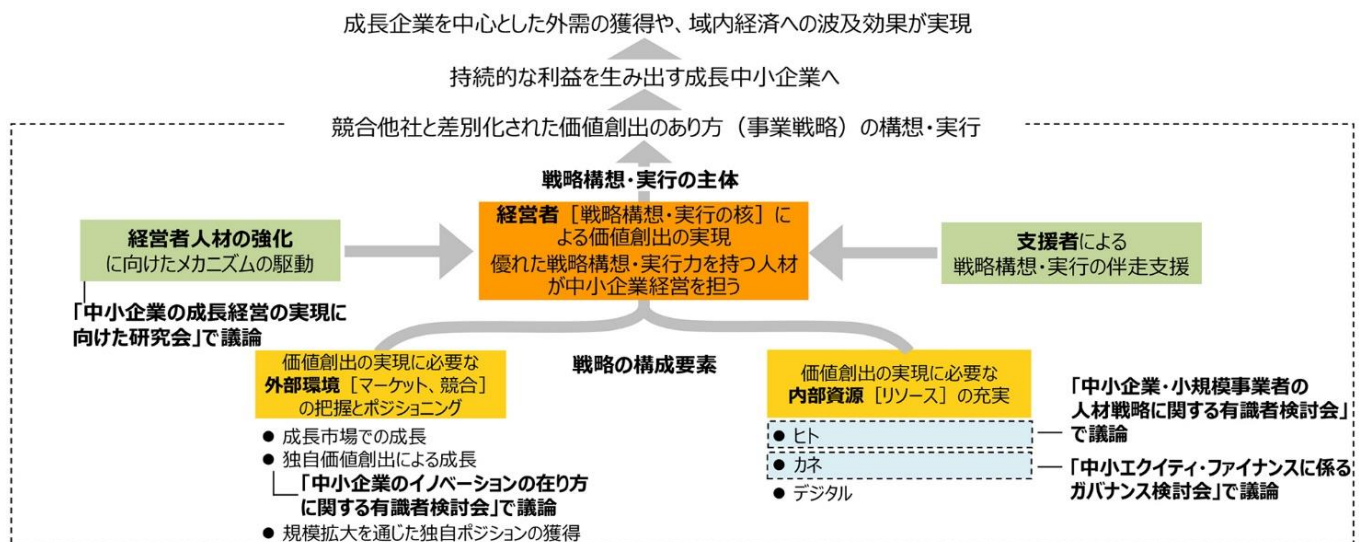 成長企業を中心とした外需の獲得や、域内経済への波及効果が実現
持続的な利益を生み出す成長中小企業へ
競合他社と差別化された価値創出のあり方（事業戦略）の構想・実行
戦略構想・実行の主体
経営者人材の強化
に向けたメカニズムの駆動
「中小企業の成長経営の実現に
向けた研究会」で議論
経営者［戦略構想・実行の核］に
よる価値創出の実現
優れた戦略構想・実行力を持つ人材
が中小企業経営を担う
支援者による
戦略構想・実行の伴走支援
戦略の構成要素
価値創出の実現に必要な
外部環境［マーケット、競合］
の把握とポジショニング
● 成長市場での成長
● 独自価値創出による成長
「中小企業のイノベーションの在り方
に関する有識者検討会」で議論
● 規模拡大を通じた独自ポジションの獲得
価値創出の実現に必要な
内部資源［リソース］の充実
● ヒト
● カネ
● デジタル
「中小企業・小規模事業者の
人材戦略に関する有識者検討会」
で議論
「中小エクイティ・ファイナンスに係る
ガバナンス検討会」で議論